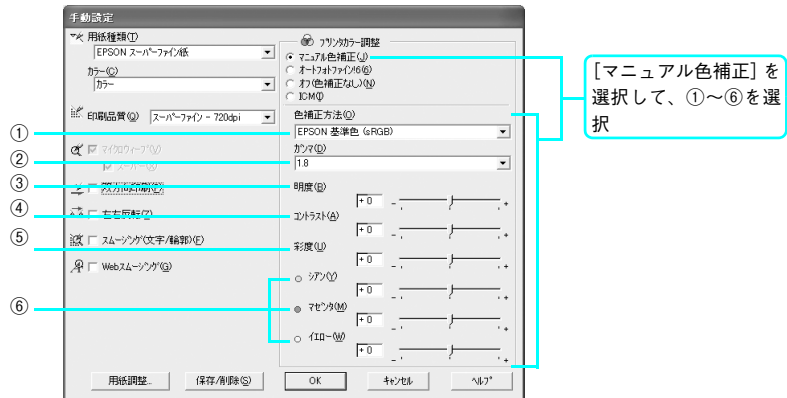 手動設定
用紙種類(T)
EPSON スーパーファイン紙
カラー(C)
カラー
印刷品質(Q)
スーパーファイン - 720dpi
マイクロウィーブ(V)
スーパー(X)
双方向印刷(P)
左右反転(Z)
スムージング(文字/輪郭)(F)
Webスムージング(G)
プリンタカラー調整
マニュアル色補正(J)
オートフォトファイン!6(6)
オフ(色補正なし)(N)
ICM(I)
色補正方法(O)
EPSON 基準色 (sRGB)
ガンマ(D)
1.8
明度(B)
+ 0 - +
コントラスト(A)
+ 0 - +
彩度(U)
+ 0 - +
シアン(Y)
+ 0 - +
マゼンタ(M)
+ 0 - +
イエロー(W)
+ 0 - +
用紙調整...
保存/削除(S)
OK
キャンセル
ヘルプ
①
②
③
④
⑤
⑥
[マニュアル色補正] を
選択して、①〜⑥を選
択